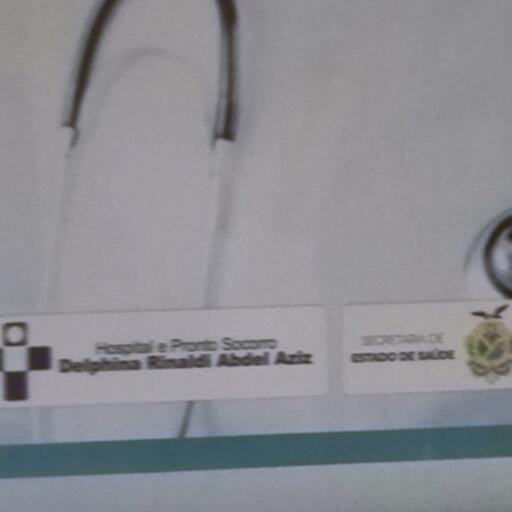 Hospital e Pronto Socorro
Delphina Rinaldi Abdel Aziz
SECRETARIA DE
ESTADO DE SAÚDE